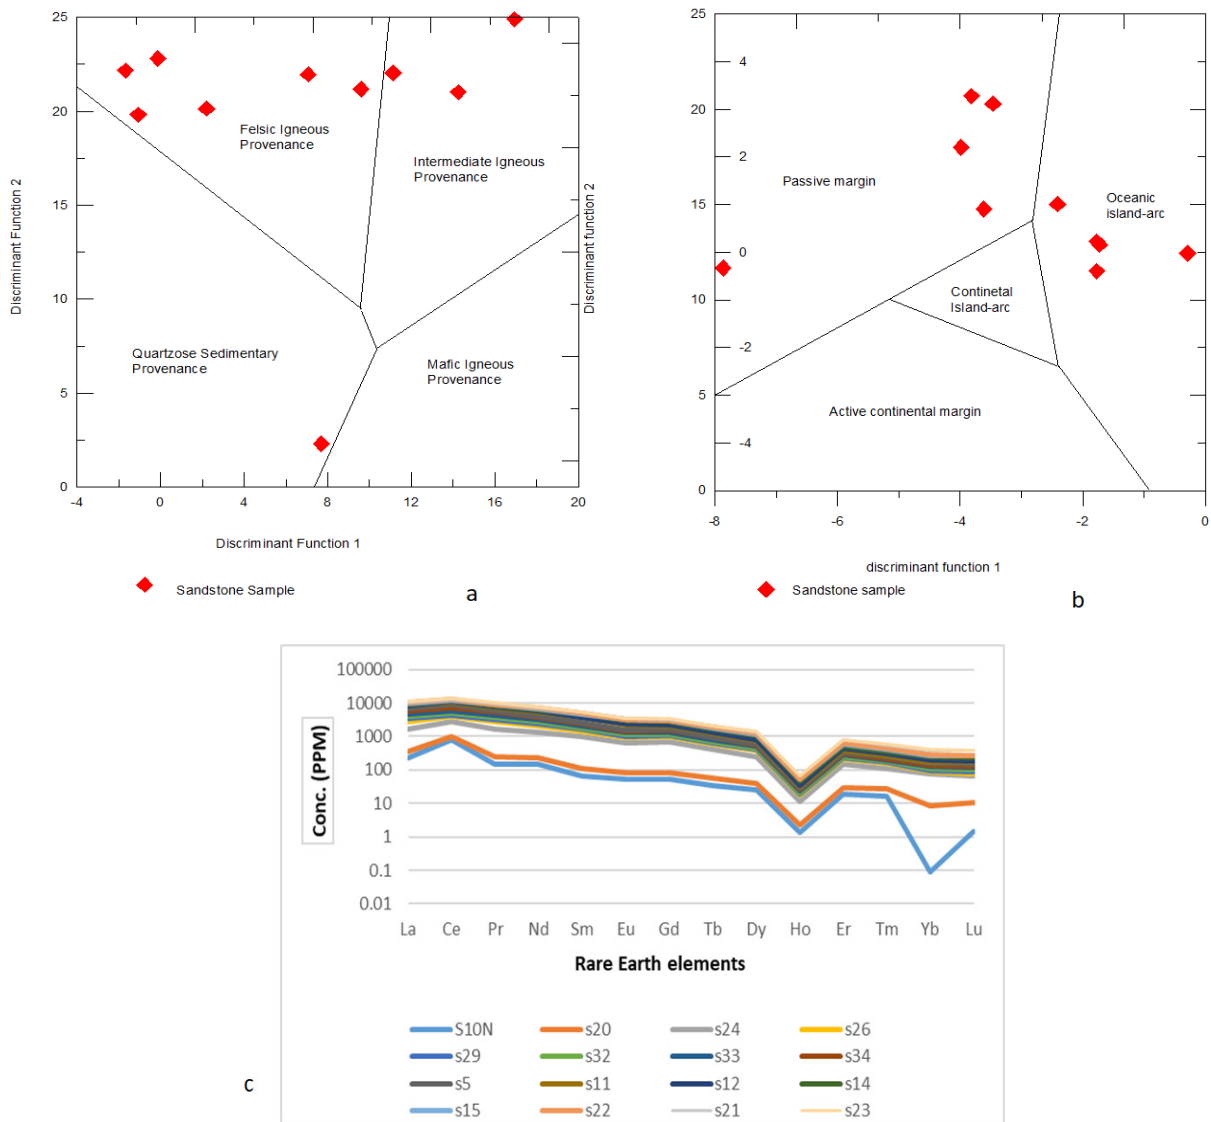 25
20
15
10
5
0
-4
0
4
8
12
16
20
Discriminant Function 2
Felsic Igneous
Provenance
Intermediate Igneous
Provenance
Quartzose Sedimentary
Provenance
Mafic Igneous
Provenance
Discriminant Function 1
Sandstone Sample
a
Discriminant function 2
25
20
15
10
5
0
4
2
0
-2
-4
-8
-6
-4
-2
0
Passive margin
Oceanic
island-arc
Continetal
Island-arc
Active continental margin
discriminant function 1
Sandstone sample
b
100000
10000
1000
100
10
1
0.1
0.01
Conc. (PPM)
La Ce Pr Nd Sm Eu Gd Tb Dy Ho Er Tm Yb Lu
Rare Earth elements
S10N s20 s24 s26
s29 s32 s33 s34
s5 s11 s12 s14
s15 s22 s21 s23
c